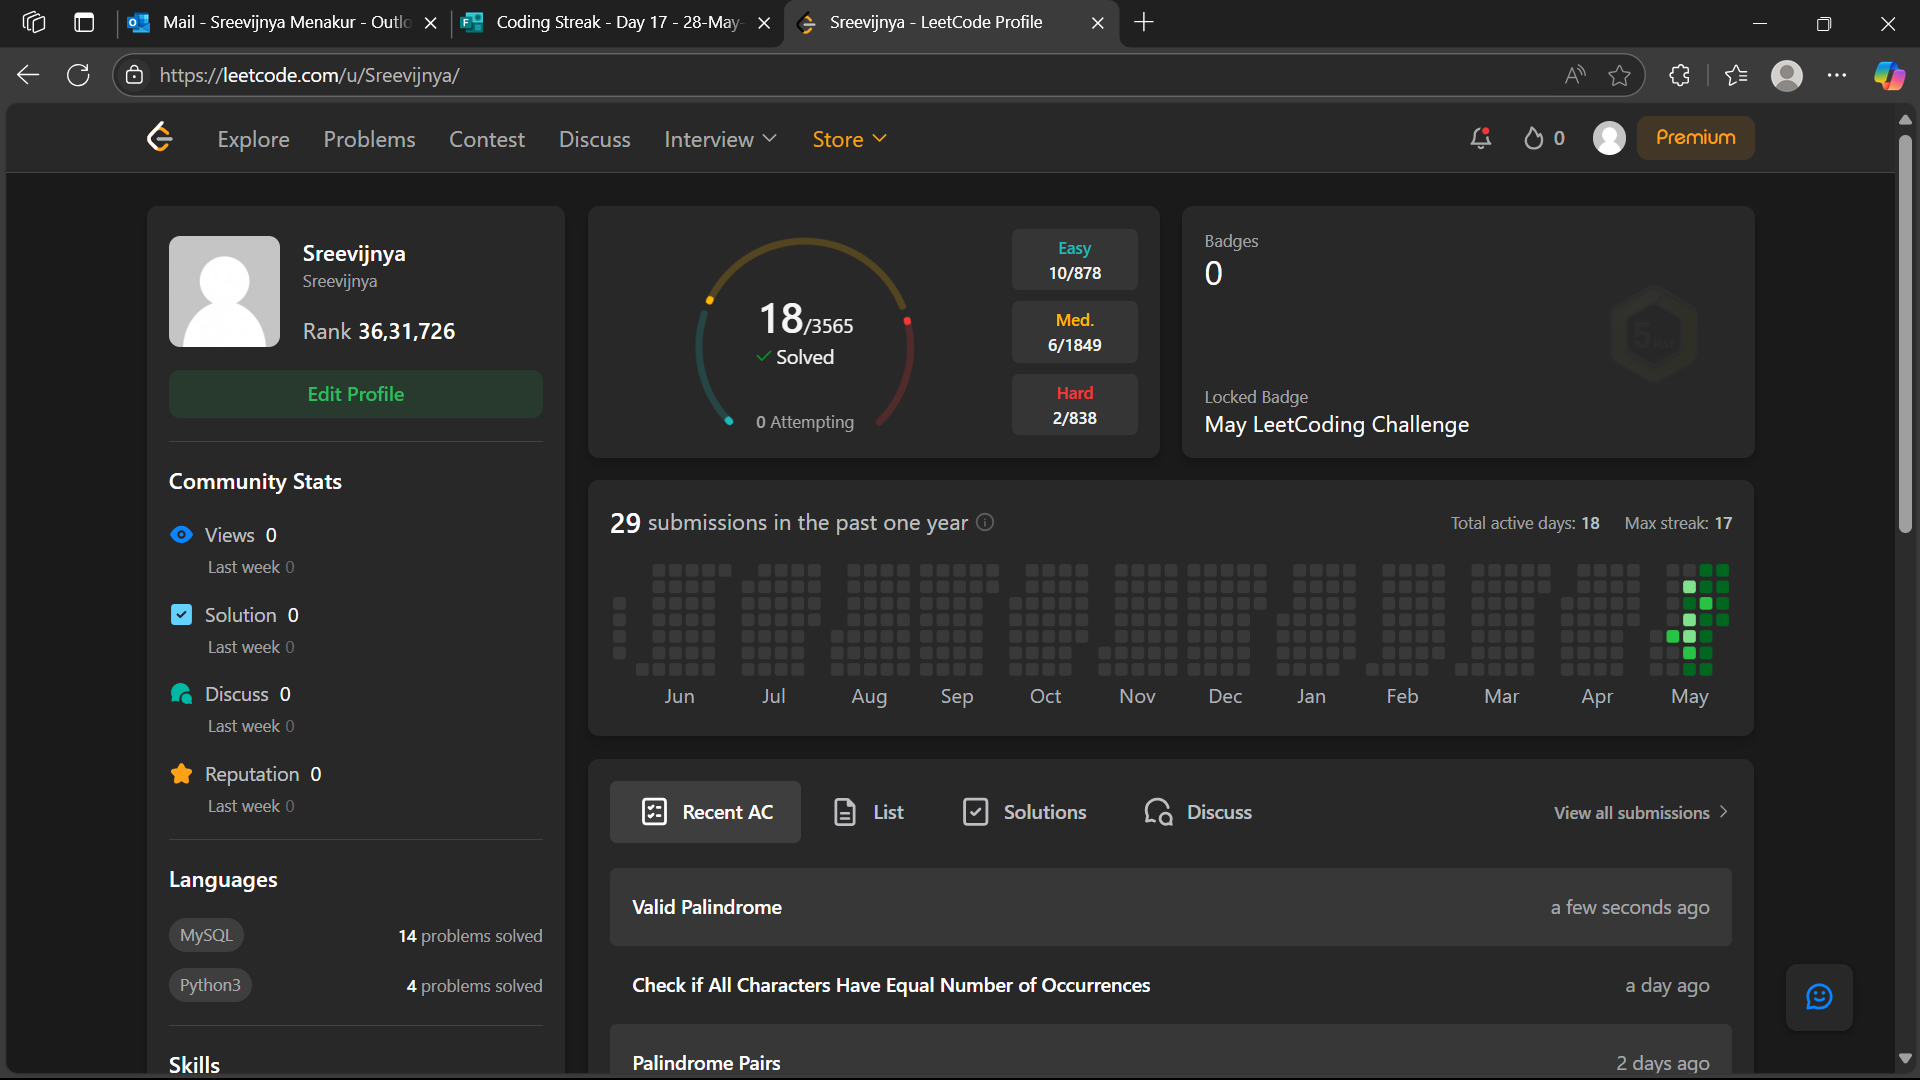 Mail - Sreevijnya Menakur - Outlo
Coding Streak - Day 17 - 28-May-
Sreevijnya - LeetCode Profile
https://leetcode.com/u/Sreevijnya/
Explore
Problems
Contest
Discuss
Interview
Store
0
Premium
Sreevijnya
Sreevijnya
Rank 36,31,726
Edit Profile
Community Stats
Views 0
Last week 0
Solution 0
Last week 0
Discuss 0
Last week 0
Reputation 0
Last week 0
Languages
MySQL
14 problems solved
Python3
4 problems solved
Skills
18/3565
Solved
0 Attempting
Easy
10/878
Med.
6/1849
Hard
2/838
Badges
0
Locked Badge
May LeetCoding Challenge
29 submissions in the past one year
Total active days: 18
Max streak: 17
Jun
Jul
Aug
Sep
Oct
Nov
Dec
Jan
Feb
Mar
Apr
May
Recent AC
List
Solutions
Discuss
View all submissions
Valid Palindrome
a few seconds ago
Check if All Characters Have Equal Number of Occurrences
a day ago
Palindrome Pairs
2 days ago